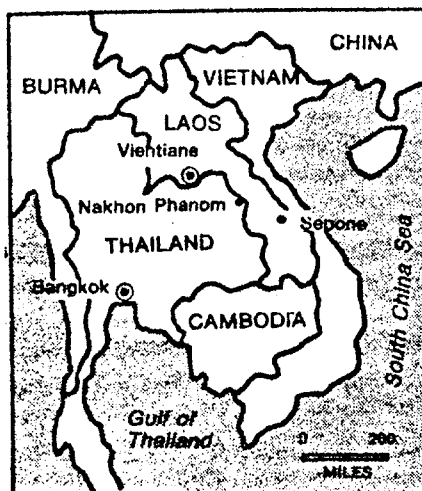 CHINA
BURMA
VIETNAM
LAOS
Vientiane
Nakhon Phanom
Sepone
THAILAND
Bangkok
CAMBODIA
South China Sea
Gulf of
Thailand
0 200
MILES